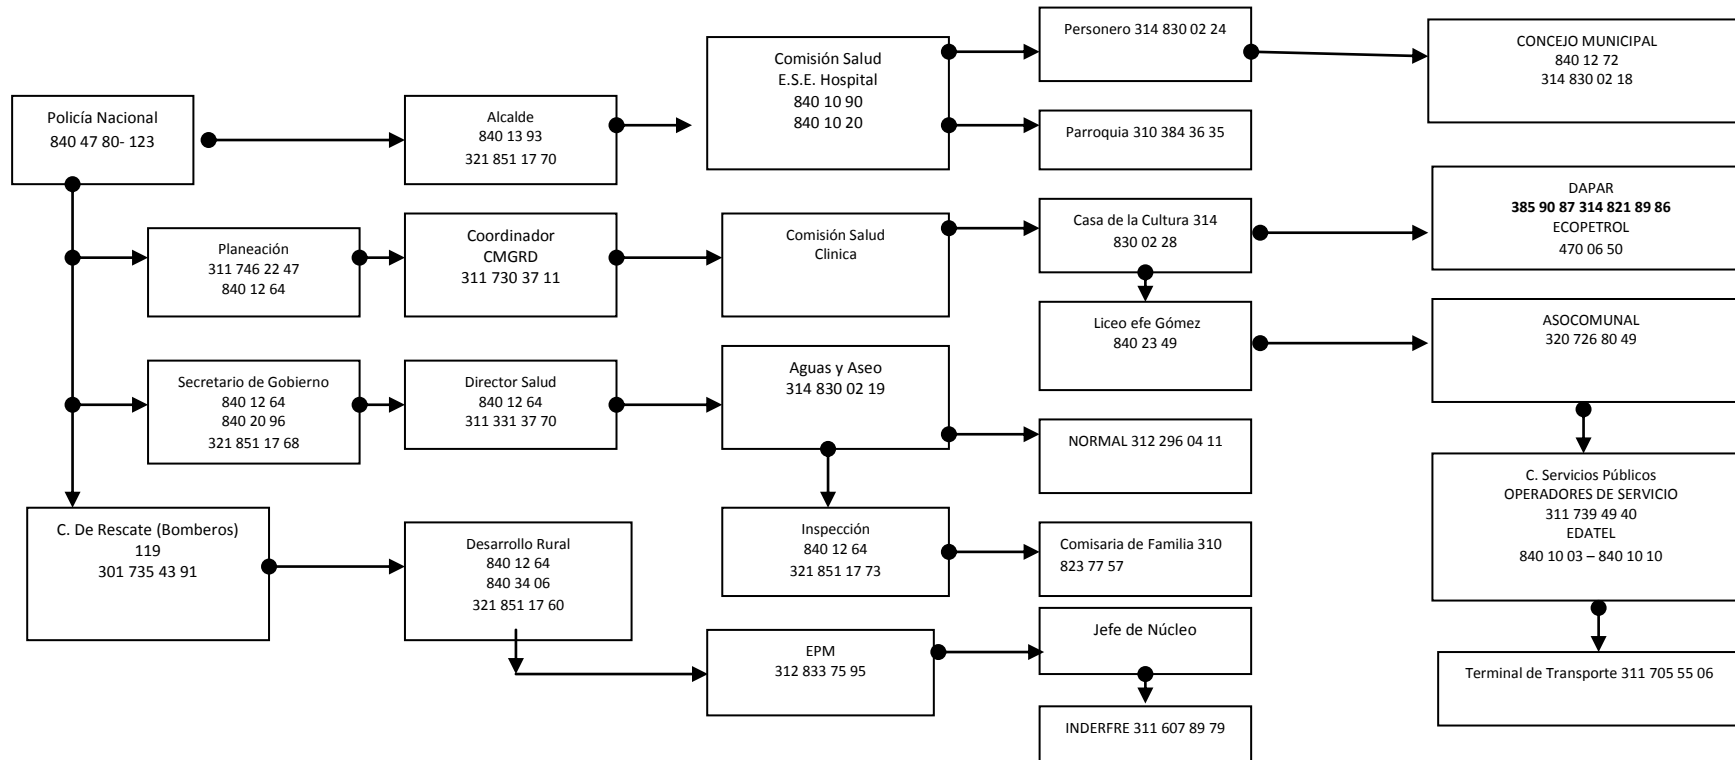 Policía Nacional
840 47 80- 123
Alcalde
840 13 93
321 851 17 70
Comisión Salud
E.S.E. Hospital
840 10 90
840 10 20
Personero 314 830 02 24
CONCEJO MUNICIPAL
840 12 72
314 830 02 18
Parroquia 310 384 36 35
Planeación
311 746 22 47
840 12 64
Coordinador
CMGRD
311 730 37 11
Comisión Salud
Clinica
Casa de la Cultura 314
830 02 28
DAPAR
385 90 87 314 821 89 86
ECOPETROL
470 06 50
Liceo efe Gómez
840 23 49
ASOCOMUNAL
320 726 80 49
Secretario de Gobierno
840 12 64
840 20 96
321 851 17 68
Director Salud
840 12 64
311 331 37 70
Aguas y Aseo
314 830 02 19
NORMAL 312 296 04 11
C. Servicios Públicos
OPERADORES DE SERVICIO
311 739 49 40
EDATEL
840 10 03 – 840 10 10
C. De Rescate (Bomberos)
119
301 735 43 91
Desarrollo Rural
840 12 64
840 34 06
321 851 17 60
Inspección
840 12 64
321 851 17 73
Comisaria de Familia 310
823 77 57
EPM
312 833 75 95
Jefe de Núcleo
Terminal de Transporte 311 705 55 06
INDERFRE 311 607 89 79